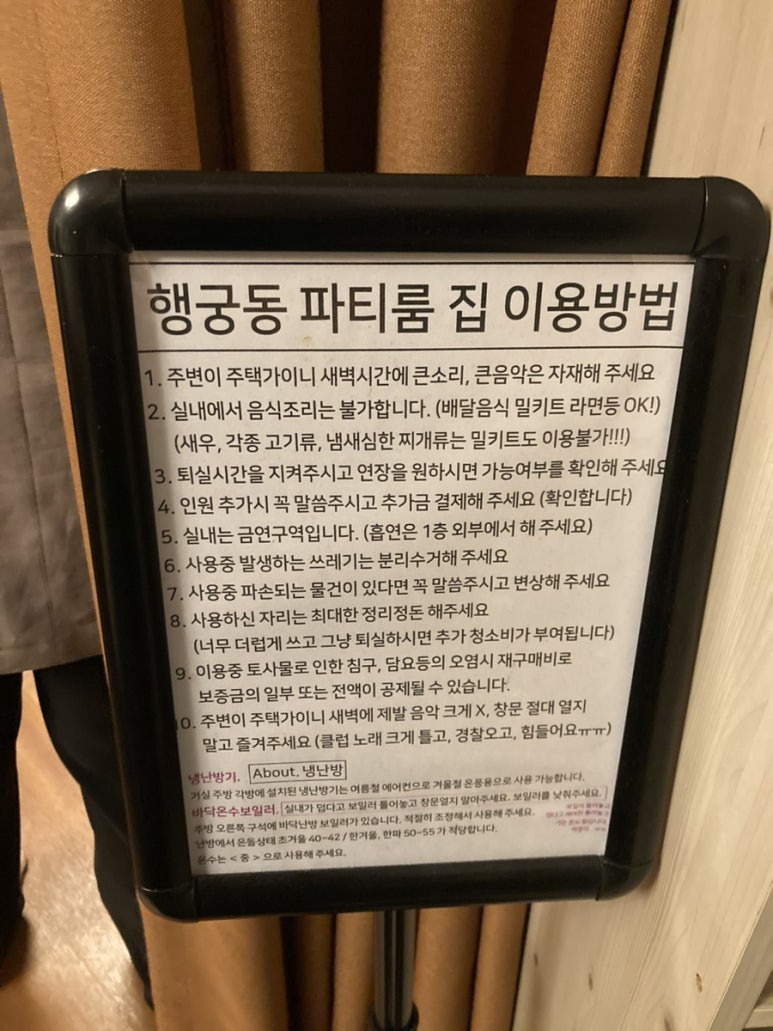 행궁동 파티룸 집 이용방법
1. 주변이 주택가이니 새벽시간에 큰소리, 큰음악은 자재해 주세요
2. 실내에서 음식조리는 불가합니다. (배달음식 밀키트 라면등 OK!)
(새우, 각종 고기류, 냄새심한 찌개류는 밀키트도 이용불가!!!)
3. 퇴실시간을 지켜주시고 연장을 원하시면 가능여부를 확인해 주세요
4. 인원 추가시 꼭 말씀주시고 추가금 결제해 주세요 (확인합니다)
5. 실내는 금연구역입니다. (흡연은 1층 외부에서 해 주세요)
6. 사용중 발생하는 쓰레기는 분리수거해 주세요
7. 사용중 파손되는 물건이 있다면 꼭 말씀주시고 변상해 주세요
8. 사용하신 자리는 최대한 정리정돈 해주세요
(너무 더럽게 쓰고 그냥 퇴실하시면 추가 청소비가 부여됩니다)
9. 이용중 토사물로 인한 침구, 담요등의 오염시 재구매비로
보증금의 일부 또는 전액이 공제될 수 있습니다.
10. 주변이 주택가이니 새벽에 제발 음악 크게 X, 창문 절대 열지
말고 즐겨주세요 (클럽 노래 크게 틀고, 경찰오고, 힘들어요ㅠㅠ)
냉난방기. About. 냉난방
거실 주방 각방에 설치된 냉난방기는 여름철 에어컨으로 겨울철 온풍용으로 사용 가능합니다.
바닥온수보일러. 실내가 덥다고 보일러 틀어놓고 창문열지 말아주세요. 보일러를 낮춰주세요.
주방 오른쪽 구석에 바닥난방 보일러가 있습니다. 적절히 조정해서 사용해 주세요.
난방에서 온돌상태 초겨울 40~42 / 한겨울, 한파 50~55 가 적당합니다.
온수는 < 중 > 으로 사용해 주세요.